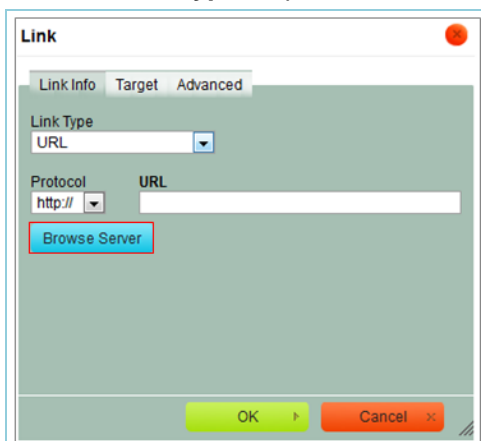 Link
Link Info Target Advanced
Link Type
URL
Protocol URL
http://
Browse Server
OK Cancel